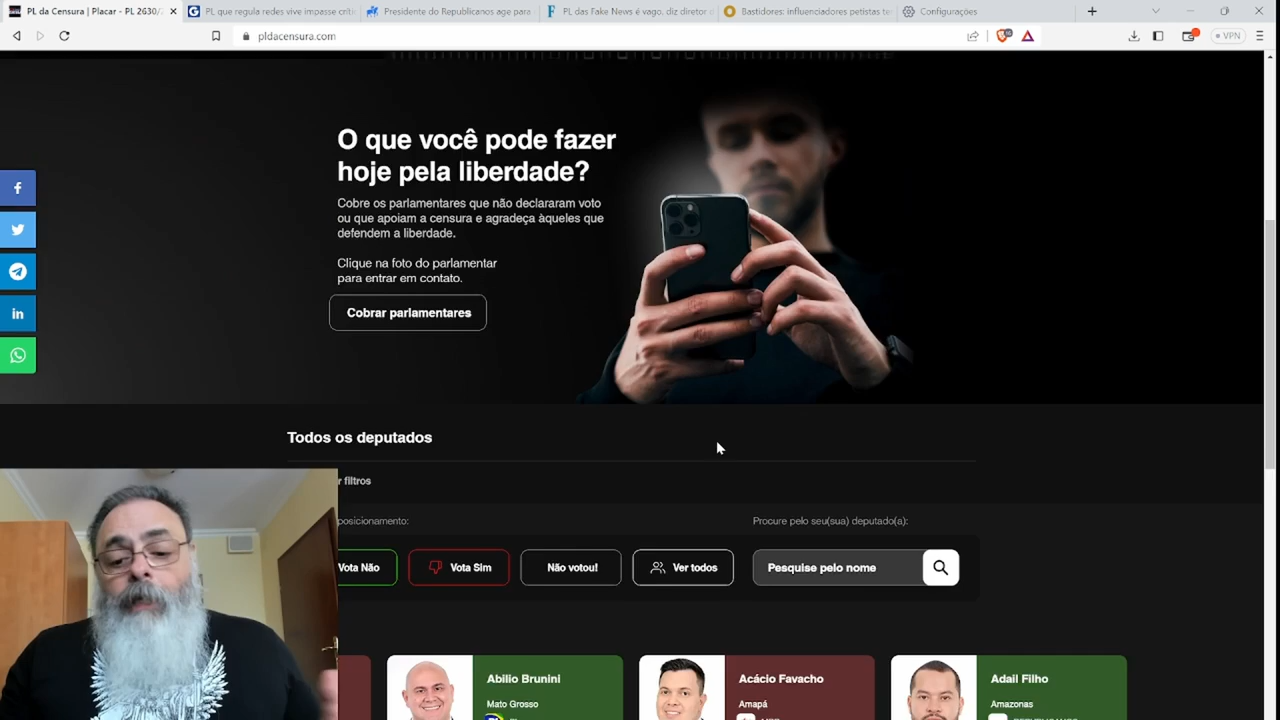 PL da Censura | Placar - PL 2630/2
PL que regula redes vive impasse críti
Presidente do Republicanos age para
PL das Fake News é vago, diz diretor
Bastidores: influenciadores petistas te
Configurações
pldacensura.com
VPN
O que você pode fazer
hoje pela liberdade?
Cobre os parlamentares que não declararam voto
ou que apoiam a censura e agradeça àqueles que
defendem a liberdade.
Clique na foto do parlamentar
para entrar em contato.
Cobrar parlamentares
Todos os deputados
r filtros
posicionamento:
Procure pelo seu(sua) deputado(a):
Vota Não
Vota Sim
Não votou!
Ver todos
Pesquise pelo nome
Abilio Brunini
Mato Grosso
Acácio Favacho
Amapá
Adail Filho
Amazonas